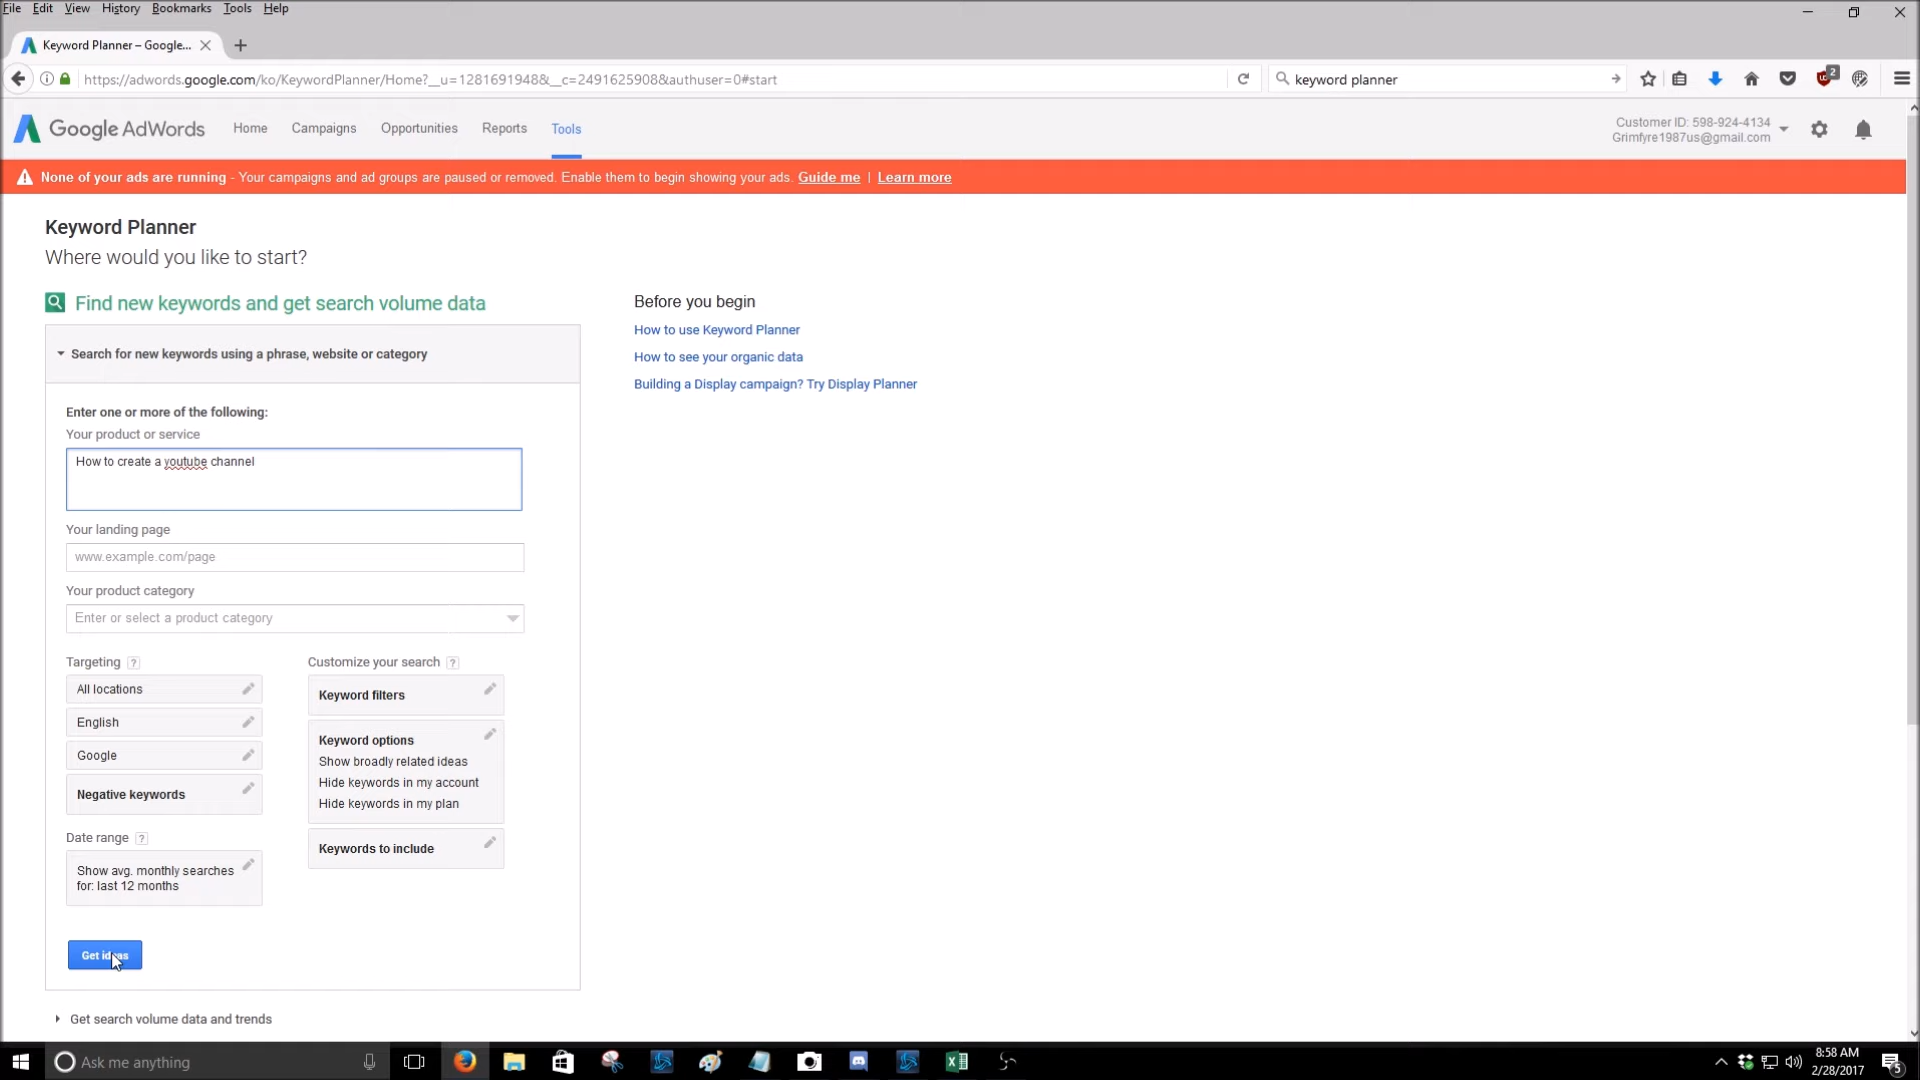 File Edit View History Bookmarks Tools Help
Keyword Planner – Google...
https://adwords.google.com/ko/KeywordPlanner/Home?__u=1281691948&__c=2491625908&authuser=0#start
keyword planner
2
Google AdWords Home Campaigns Opportunities Reports Tools
Customer ID: 598-924-4134
Grimfyre1987us@gmail.com
None of your ads are running - Your campaigns and ad groups are paused or removed. Enable them to begin showing your ads. Guide me | Learn more
Keyword Planner
Where would you like to start?
Find new keywords and get search volume data
Search for new keywords using a phrase, website or category
Enter one or more of the following:
Your product or service
How to create a youtube channel
Your landing page
www.example.com/page
Your product category
Enter or select a product category
Targeting ?
All locations
English
Google
Negative keywords
Date range ?
Show avg. monthly searches
for: last 12 months
Customize your search ?
Keyword filters
Keyword options
Show broadly related ideas
Hide keywords in my account
Hide keywords in my plan
Keywords to include
Get ideas
Get search volume data and trends
Before you begin
How to use Keyword Planner
How to see your organic data
Building a Display campaign? Try Display Planner
Ask me anything
8:58 AM
2/28/2017
5